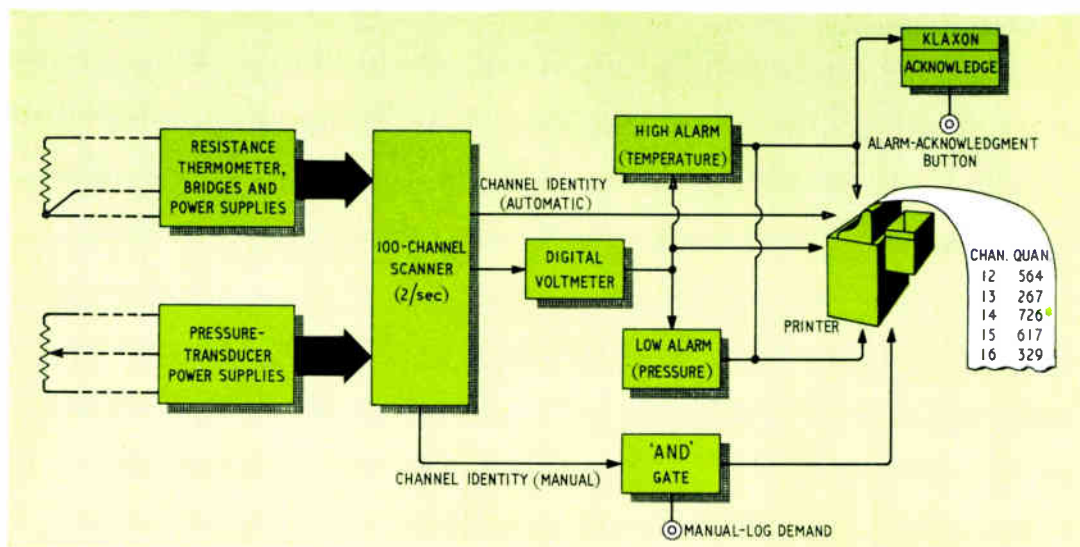 KLAXON
ACKNOWLEDGE
ALARM-ACKNOWLEDGMENT
BUTTON
RESISTANCE
THERMOMETER,
BRIDGES AND
POWER SUPPLIES
HIGH ALARM
(TEMPERATURE)
CHANNEL IDENTITY
(AUTOMATIC)
100-CHANNEL
SCANNER
(2/sec)
DIGITAL
VOLTMETER
PRESSURE-
TRANSDUCER
POWER SUPPLIES
LOW ALARM
(PRESSURE)
PRINTER
CHAN. QUAN
12 564
13 267
14 726
15 617
16 329
CHANNEL IDENTITY (MANUAL)
'AND'
GATE
MANUAL-LOG DEMAND